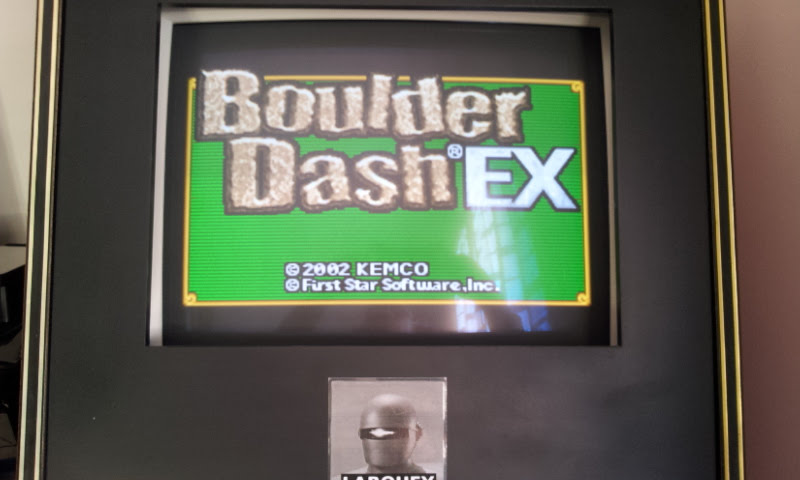 Boulder
Dash® EX
©2002 KEMCO
©First Star Software,Inc.